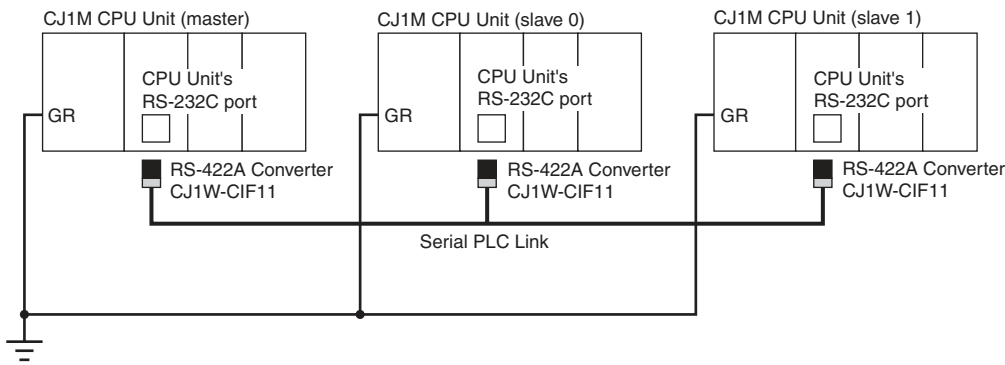 CJ1M CPU Unit (master)
CPU Unit's
RS-232C port
GR
RS-422A Converter
CJ1W-CIF11
CJ1M CPU Unit (slave 0)
CPU Unit's
RS-232C port
GR
RS-422A Converter
CJ1W-CIF11
CJ1M CPU Unit (slave 1)
CPU Unit's
RS-232C port
GR
RS-422A Converter
CJ1W-CIF11
Serial PLC Link